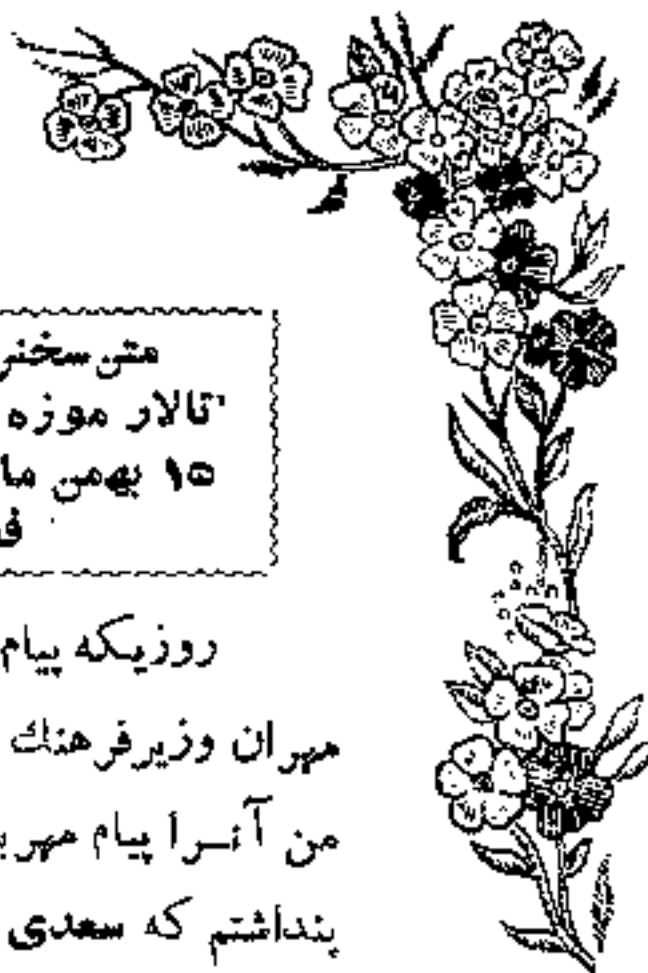 متن سخنر
تالار موزه
۱۵ بهمن ما
ف
روزیکه پیام
مهران وزیرفرهنك
من آنـرا پیام مهر
پنداشتم که سعدی